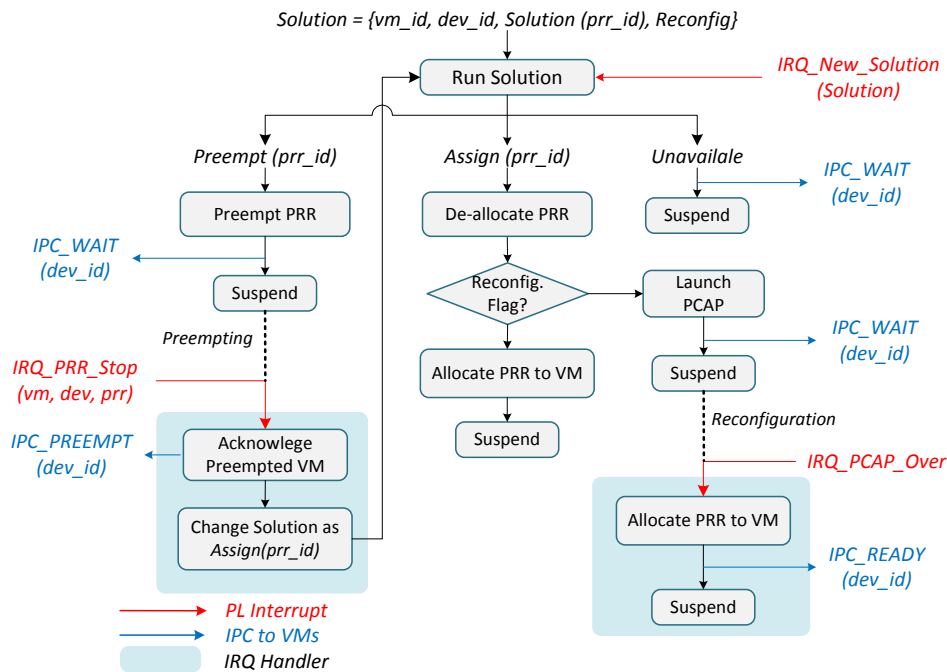 Solution = {vm_id, dev_id, Solution (prr_id), Reconfig}
Run Solution
IRQ_New_Solution
(Solution)
Preempt (prr_id)
Assign (prr_id)
Unavailale
IPC_WAIT
(dev_id)
Preempt PRR
De-allocate PRR
Suspend
IPC_WAIT
(dev_id)
Suspend
Reconfig.
Flag?
Launch
PCAP
Preempting
IPC_WAIT
(dev_id)
IRQ_PRR_Stop
(vm, dev, prr)
Allocate PRR to VM
Suspend
Reconfiguration
Acknowlege
Preempted VM
IPC_PREEMPT
(dev_id)
Suspend
IRQ_PCAP_Over
Change Solution as
Assign(prr_id)
Allocate PRR to VM
IPC_READY
(dev_id)
Suspend
PL Interrupt
IPC to VMs
IRQ Handler